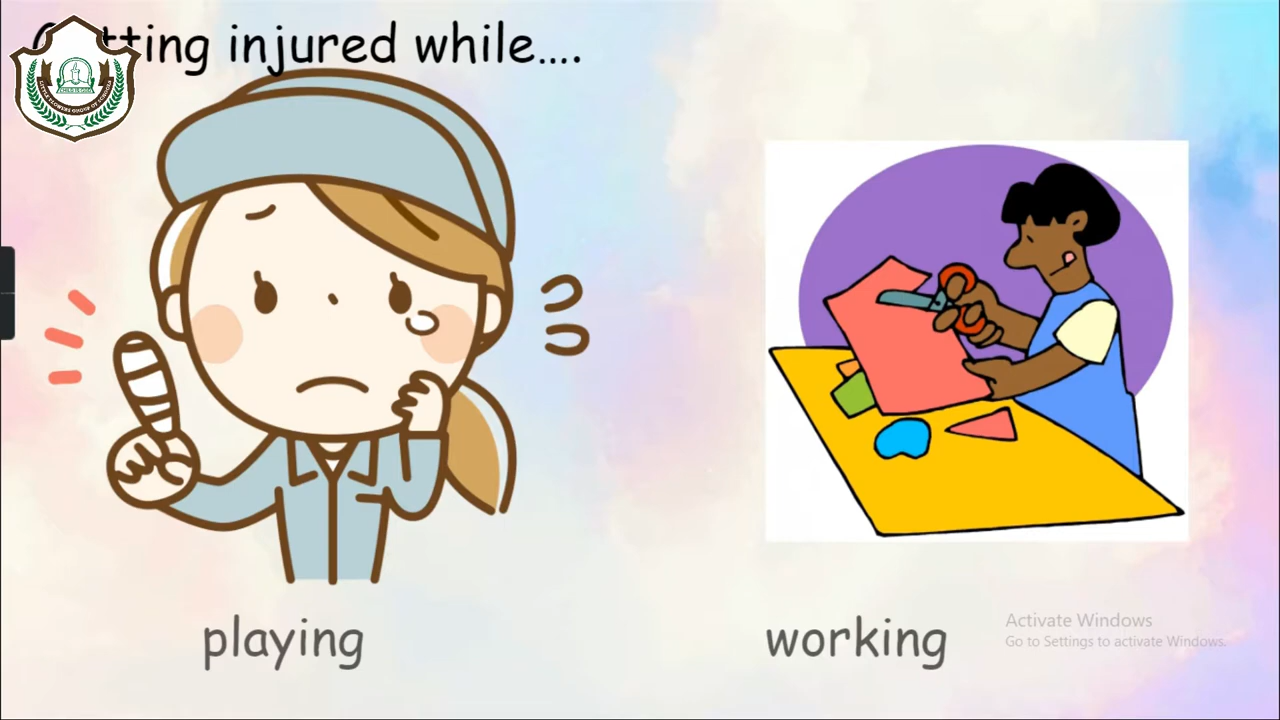 injured while....
playing
working
Activate Windows
Go to Settings to activate Windows.